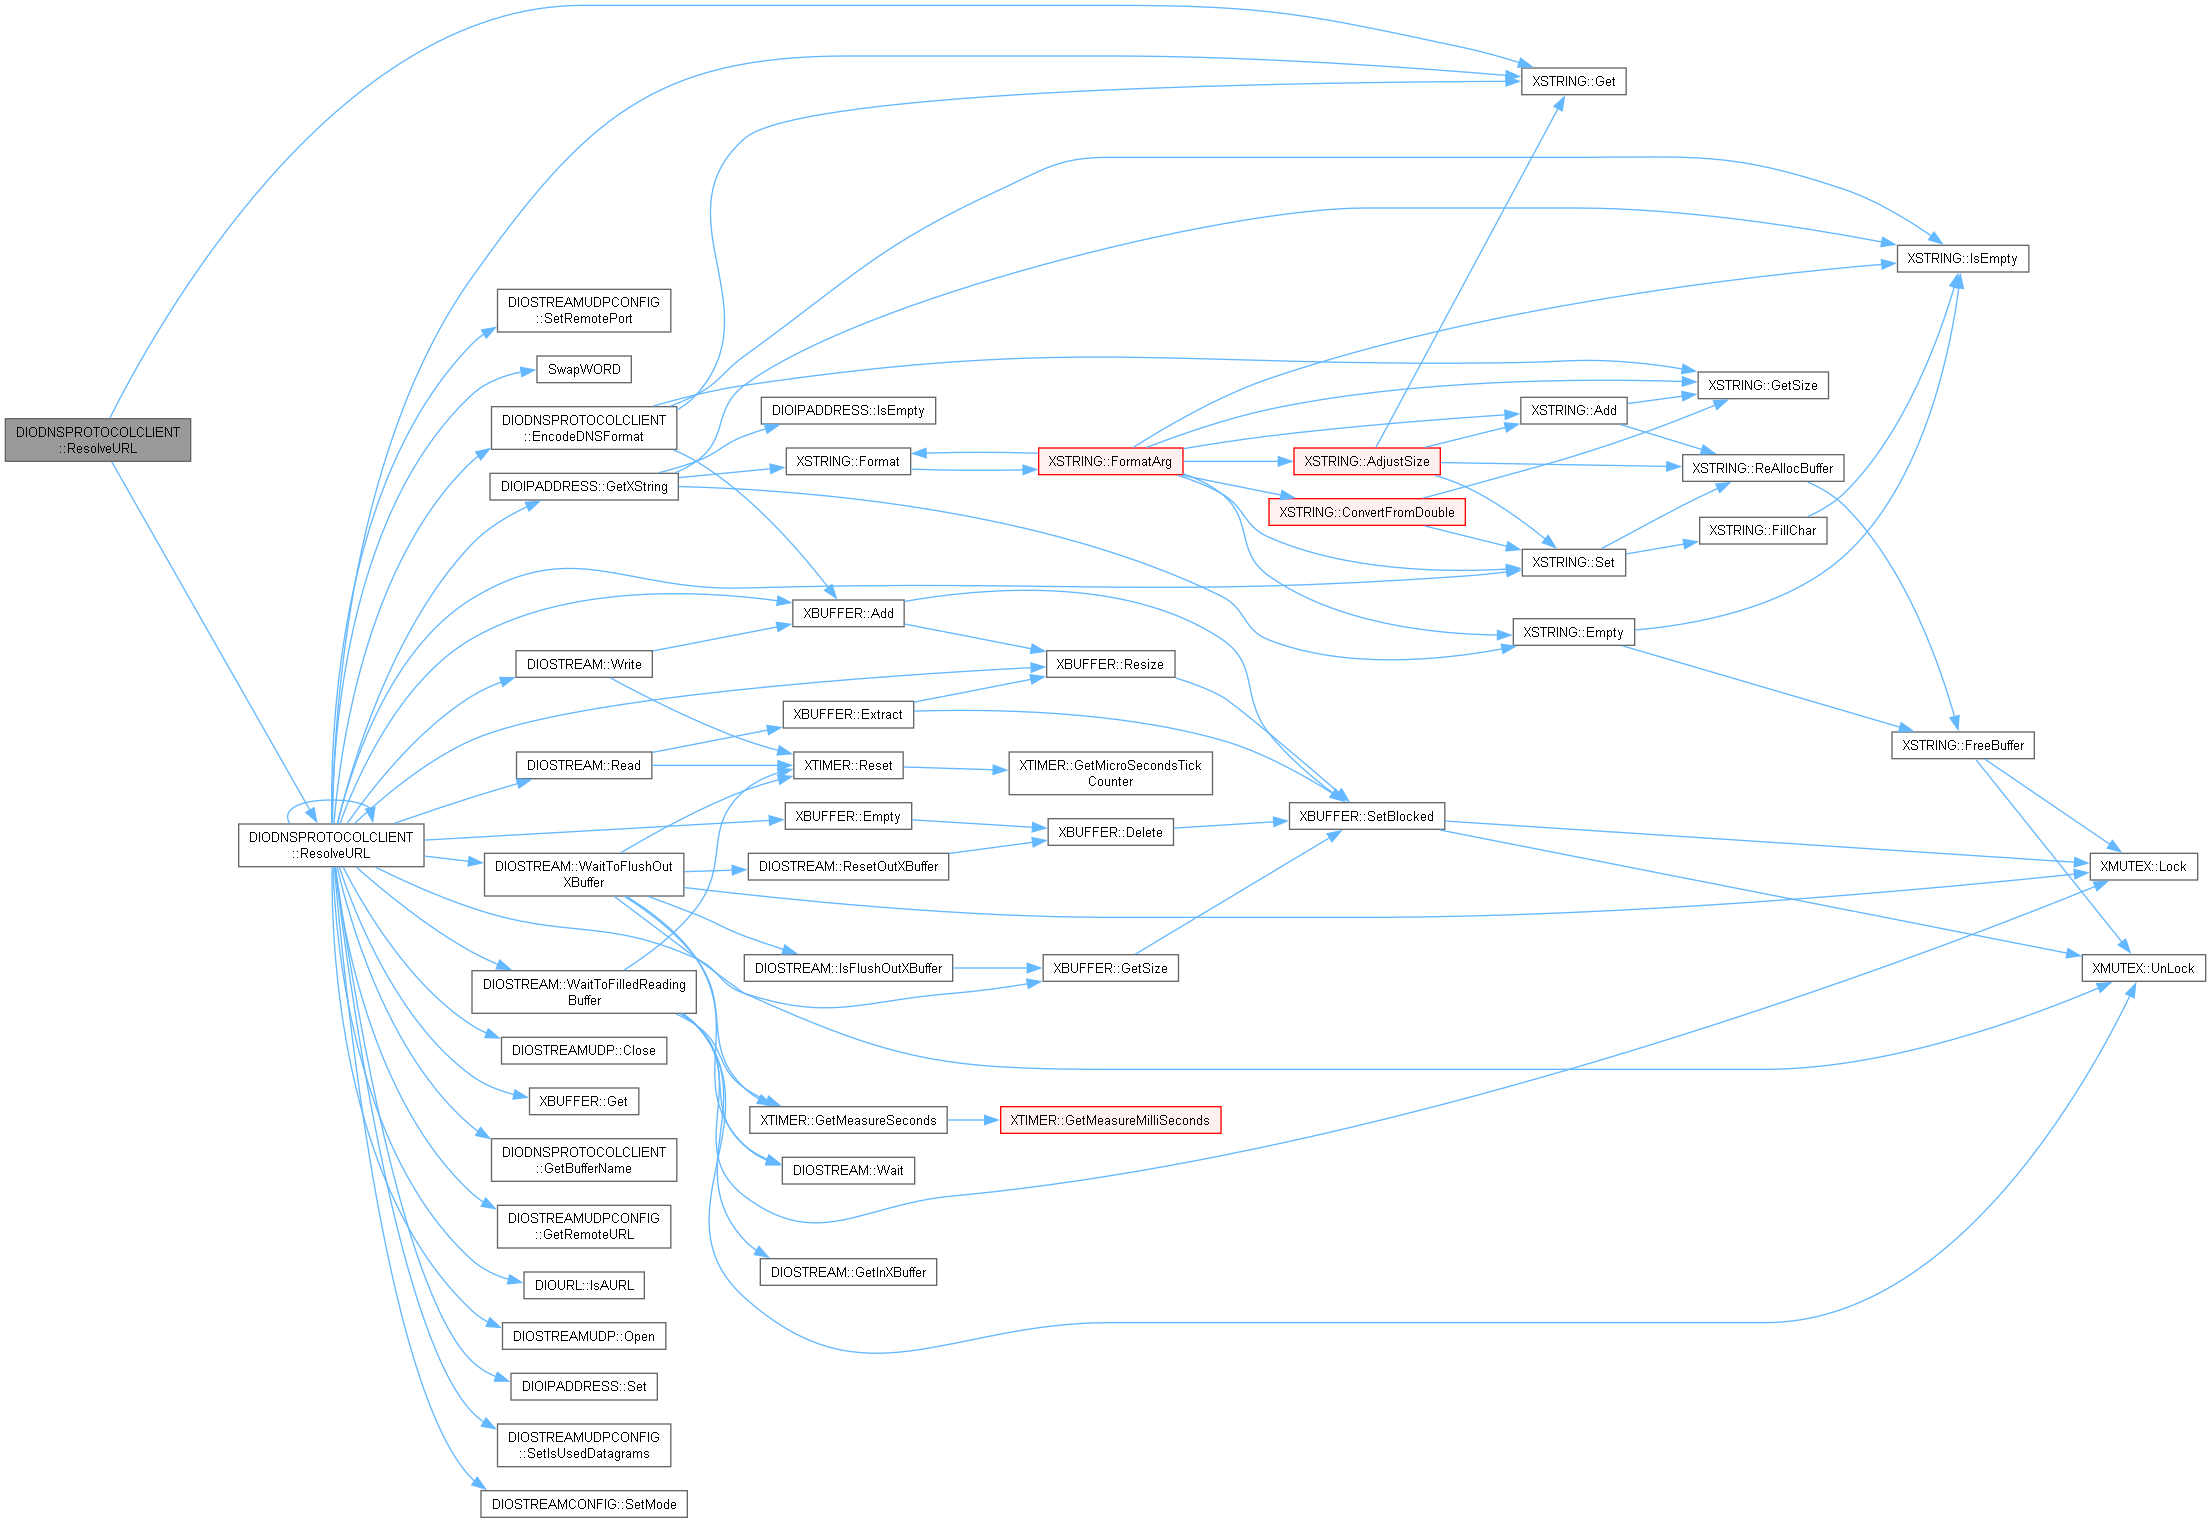 DIODNSPROTOCOLCLIENT
::ResolveURL
DIODNSPROTOCOLCLIENT
::ResolveURL
DIOSTREAMUDPCONFIG
::SetRemotePort
SwapWORD
DIODNSPROTOCOLCLIENT
::EncodeDNSFormat
DIOIPADDRESS::GetXString
DIOSTREAM::Write
DIOSTREAM::Read
DIOSTREAM::WaitToFlushOut
XBuffer
DIOSTREAM::WaitToFilledReading
Buffer
DIOSTREAMUDP::Close
XBUFFER::Get
DIODNSPROTOCOLCLIENT
::GetBufferName
DIOSTREAMUDPCONFIG
::GetRemoteURL
DIOURL::IsAURL
DIOSTREAMUDP::Open
DIOIPADDRESS::Set
DIOSTREAMUDPCONFIG
::SetIsUsedDatagrams
DIOSTREAMCONFIG::SetMode
DIOIPADDRESS::IsEmpty
XSTRING::Format
XBUFFER::Add
XBUFFER::Extract
XTIMER::Reset
XBUFFER::Empty
DIOSTREAM::ResetOutXBuffer
DIOSTREAM::IsFlushOutXBuffer
XTIMER::GetMeasureSeconds
DIOSTREAM::Wait
DIOSTREAM::GetInXBuffer
XSTRING::FormatArg
XBUFFER::Resize
XTIMER::GetMicroSecondsTick
Counter
XBUFFER::Delete
XBUFFER::GetSize
XTIMER::GetMeasureMilliSeconds
XSTRING::AdjustSize
XSTRING::ConvertFromDouble
XBUFFER::SetBlocked
XSTRING::Get
XSTRING::Add
XSTRING::Set
XSTRING::Empty
XSTRING::GetSize
XSTRING::ReAllocBuffer
XSTRING::FillChar
XSTRING::IsEmpty
XSTRING::FreeBuffer
XMUTEX::Lock
XMUTEX::UnLock